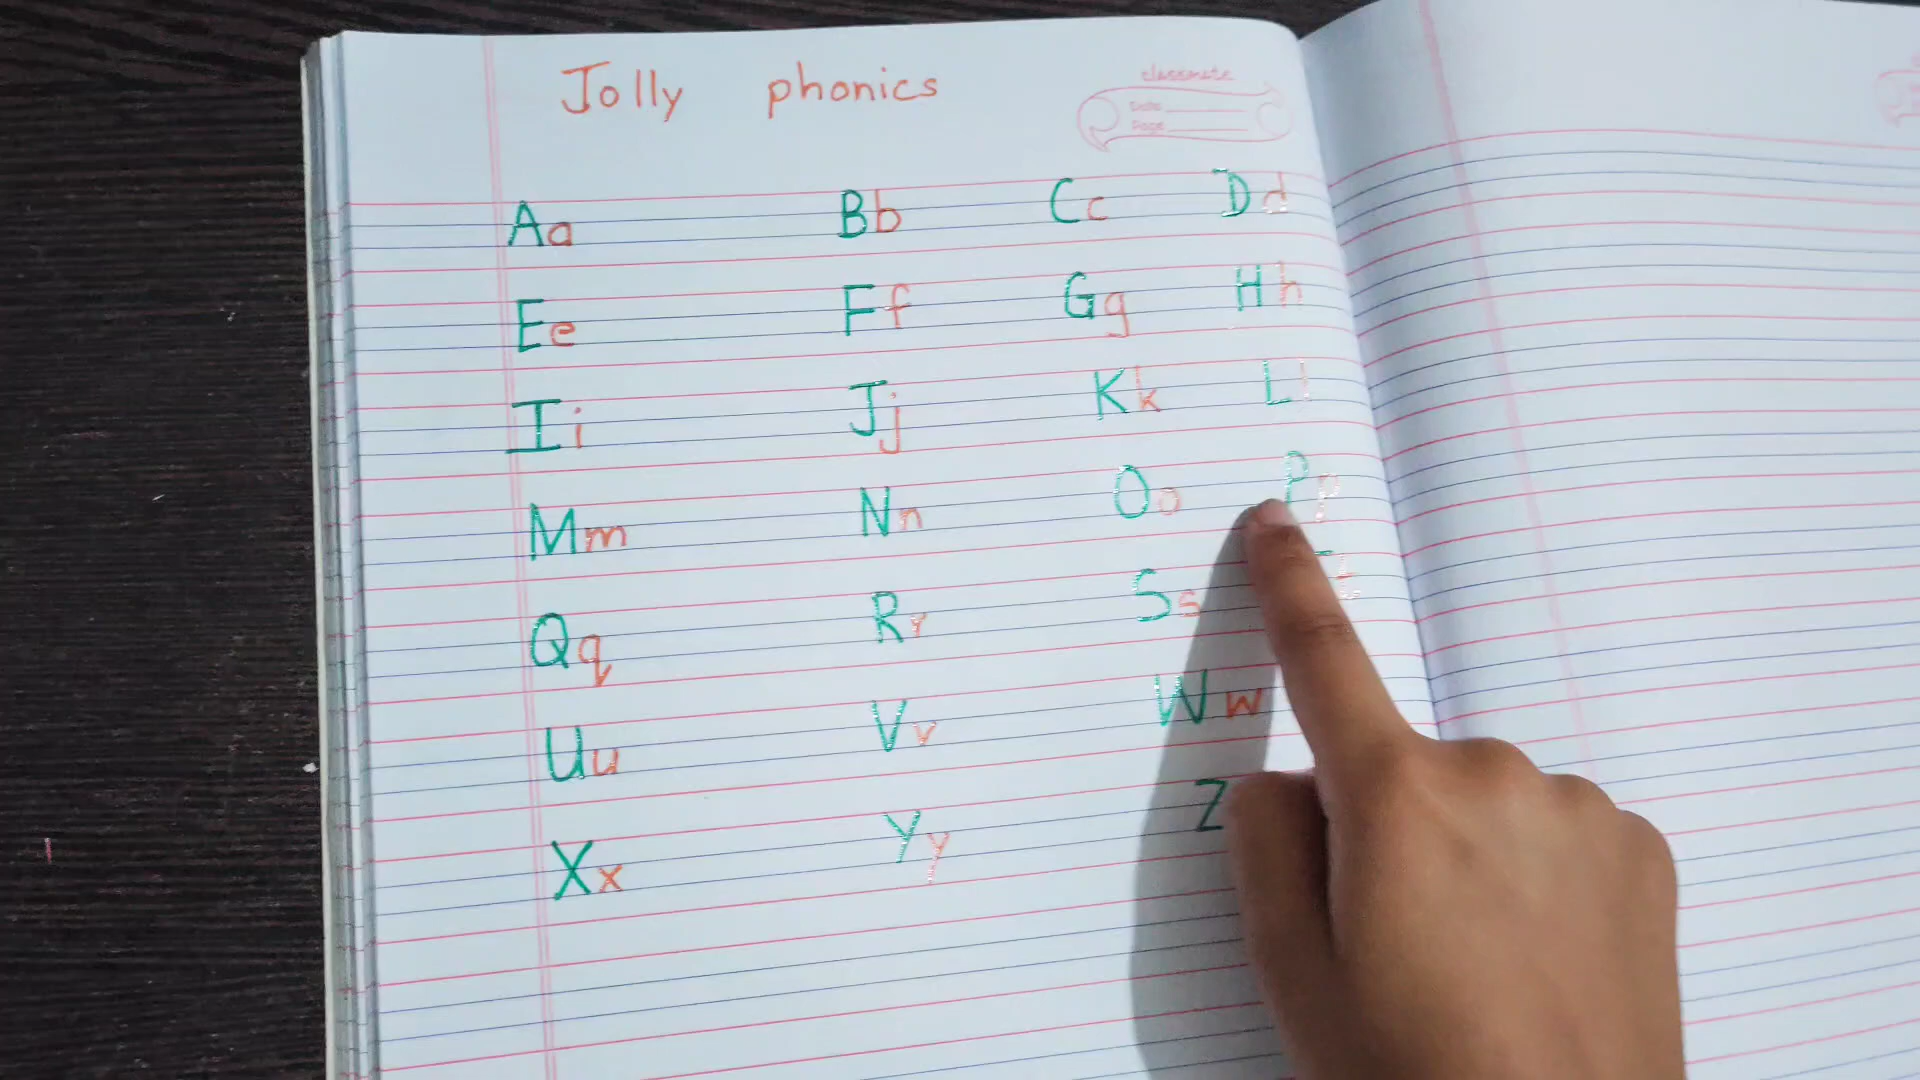 Jolly phonics
classmate
Date
Page
Aa Bb Cc Dd
Ee Ff Gg Hh
Ii Jj Kk Ll
Mm Nn Oo Pp
Qq Rr Ss Tt
Uu Vv Ww
Xx Yy Z